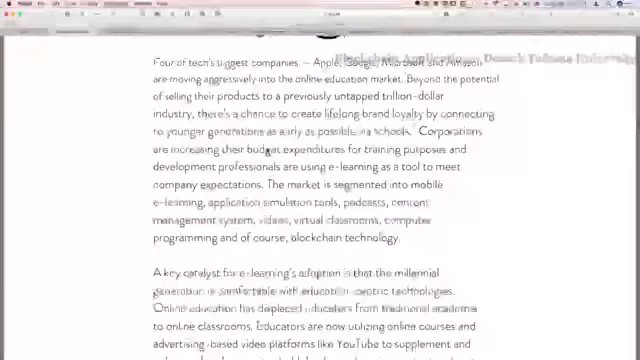 Four of tech's biggest companies — Apple, Google, Microsoft and Amazon,
are moving aggressively into the online education market. Beyond the potential
of selling their products to a previously untapped trillion-dollar
industry, there's a chance to create lifelong brand loyalty by connecting
to younger generations as early as possible via schools. Corporations
are increasing their budget expenditures for training purposes and
development professionals are using e-learning as a tool to meet
company expectations. The market is segmented into mobile
e-learning, application simulation tools, podcasts, content
management system, videos, virtual classrooms, computer
programming and of course, blockchain technology.
A key catalyst for e-learning's adoption is that the millennial
generation is comfortable with education-centric technologies.
Online education has displaced educators from traditional academia
to online classrooms. Educators are now utilizing online courses and
advertising-based video platforms like YouTube to supplement and